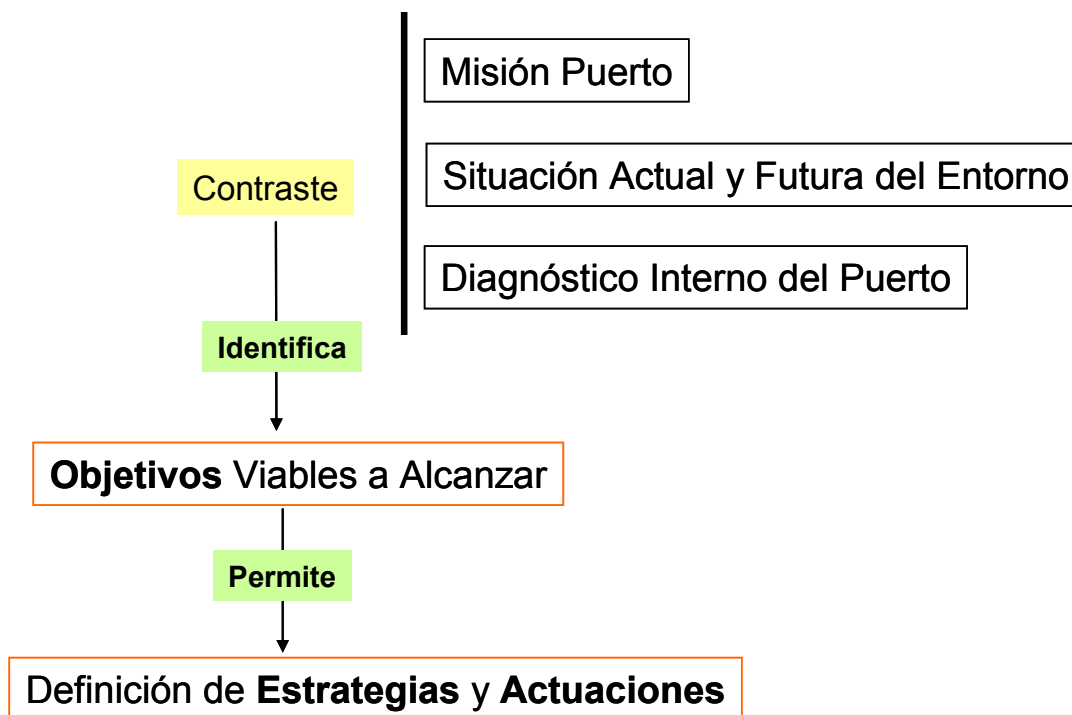 Misión Puerto
Situación Actual y Futura del Entorno
Contraste
Diagnóstico Interno del Puerto
Identifica
Objetivos Viables a Alcanzar
Permite
Definición de Estrategias y Actuaciones